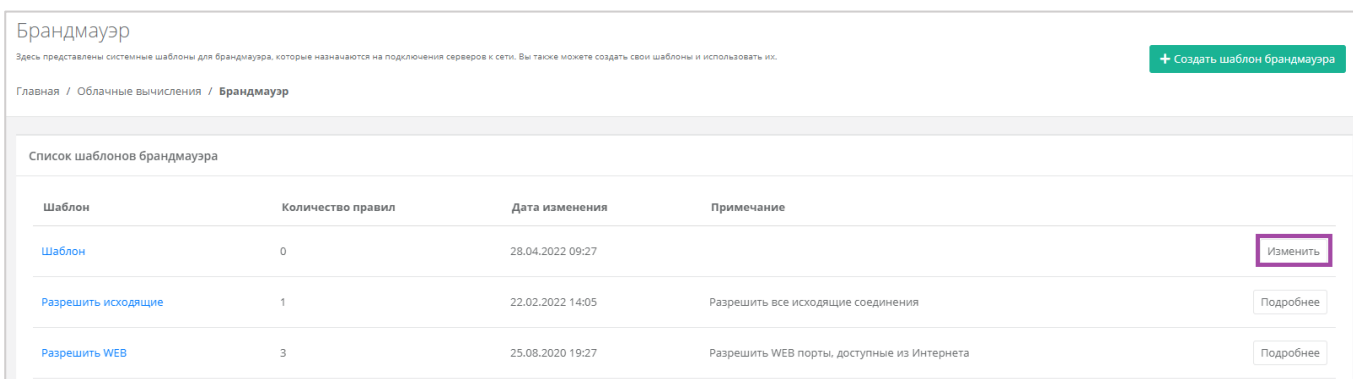 Брандмауэр
Здесь представлены системные шаблоны для брандмауэра, которые назначаются на подключения серверов к сети. Вы также можете создать свои шаблоны и использовать их.
+ Создать шаблон брандмауэра
Главная / Облачные вычисления / Брандмауэр
Список шаблонов брандмауэра
Шаблон Количество правил Дата изменения Примечание
Шаблон 0 28.04.2022 09:27 Изменить
Разрешить исходящие 1 22.02.2022 14:05 Разрешить все исходящие соединения Подробнее
Разрешить WEB 3 25.08.2020 19:27 Разрешить WEB порты, доступные из Интернета Подробнее